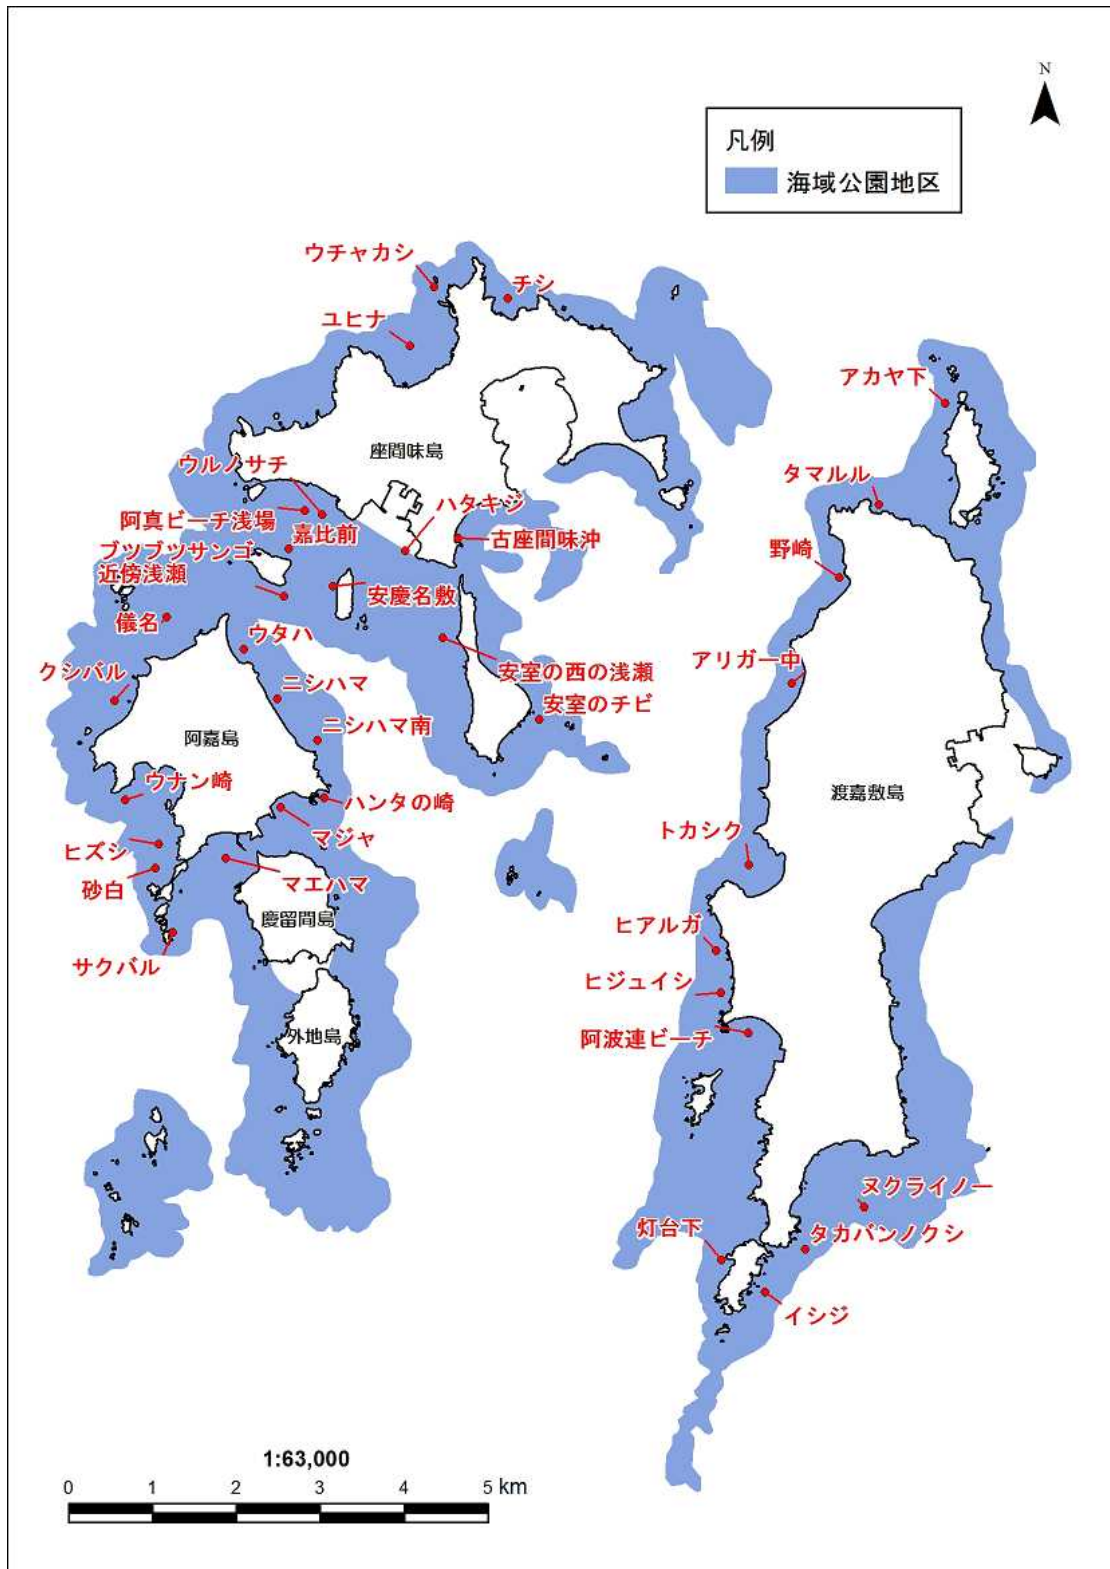 N
凡例
海域公園地区
ウチャカシ
チシ
ユヒナ
アカヤ下
座間味島
ウルノサチ
タマルル
ハタキジ
阿真ビーチ浅場
嘉比前
古座間味沖
ブツブツサンゴ
近傍浅瀬
野崎
安慶名敷
儀名
ウタハ
安室の西の浅瀬
アリガー中
クシバル
ニシハマ
安室のチビ
ニシハマ南
阿嘉島
ウナン崎
渡嘉敷島
ハンタの崎
マジャ
トカシク
ヒズシ
砂白
マエハマ
慶留間島
ヒアルガ
サクバル
ヒジュイシ
外地島
阿波連ビーチ
ヌクライノー
灯台下
タカバンノクシ
イシジ
1:63,000
0 1 2 3 4 5 km